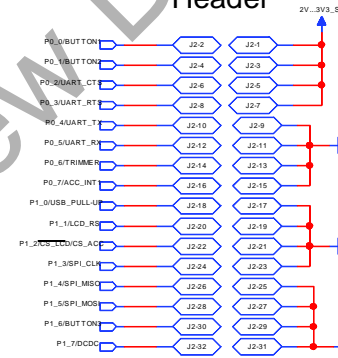 Header
2V...3V3_S
P0_0/BUTTON1 J2-2 J2-1
P0_1/BUTTON2 J2-4 J2-3
P0_2/UART_CTS J2-6 J2-5
P0_3/UART_RTS J2-8 J2-7
P0_4/UART_TX J2-10 J2-9
P0_5/UART_RX J2-12 J2-11
P0_6/TRIMMER J2-14 J2-13
P0_7/ACC_INT1 J2-16 J2-15
P1_0/USB_PULL-UP J2-18 J2-17
P1_1/LCD_RS J2-20 J2-19
P1_2/CS_LCD/CS_ACC J2-22 J2-21
P1_3/SPI_CLK J2-24 J2-23
P1_4/SPI_MISO J2-26 J2-25
P1_5/SPI_MOSI J2-28 J2-27
P1_6/BUTTON3 J2-30 J2-29
P1_7/DCDC J2-32 J2-31